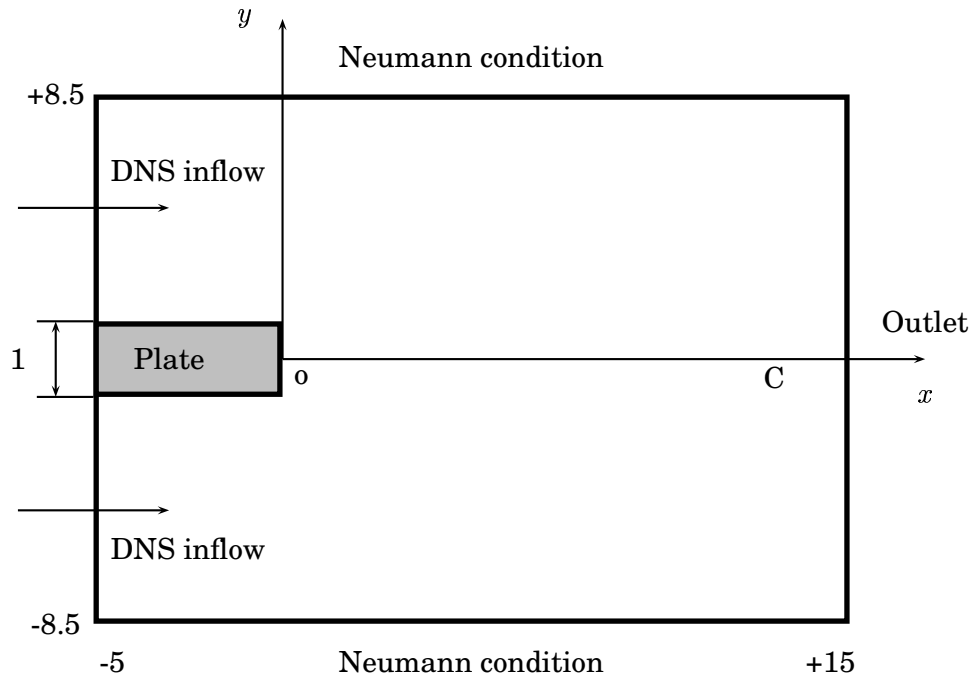 y
Neumann condition
+8.5
DNS inflow
Outlet
1
Plate
o
C
x
DNS inflow
-8.5
-5
Neumann condition
+15